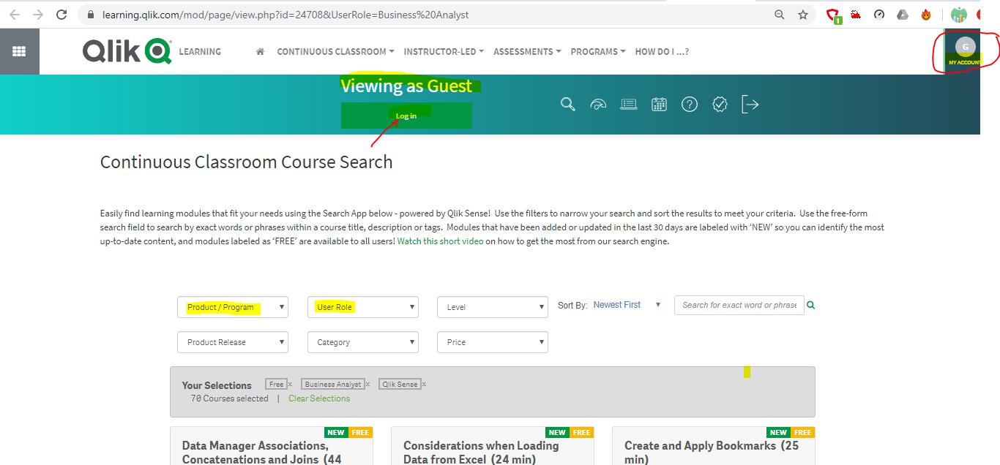 learning.qlik.com/mod/page/view.php?id=24708&UserRole=Business%20Analyst
1
Qlik LEARNING CONTINUOUS CLASSROOM INSTRUCTOR-LED ASSESSMENTS PROGRAMS HOW DO I ...?
G
MY ACCOUNT
Viewing as Guest
Log in
Continuous Classroom Course Search
Easily find learning modules that fit your needs using the Search App below - powered by Qlik Sense! Use the filters to narrow your search and sort the results to meet your criteria. Use the free-form
search field to search by exact words or phrases within a course title, description or tags. Modules that have been added or updated in the last 30 days are labeled with ‘NEW’ so you can identify the most
up-to-date content, and modules labeled as ‘FREE’ are available to all users! Watch this short video on how to get the most from our search engine.
Product / Program User Role Level Sort By: Newest First Search for exact word or phrase
Product Release Category Price
Your Selections Free x Business Analyst x Qlik Sense x
70 Courses selected | Clear Selections
NEW FREE
Data Manager Associations,
Concatenations and Joins (44
NEW FREE
Considerations when Loading
Data from Excel (24 min)
NEW FREE
Create and Apply Bookmarks (25
min)